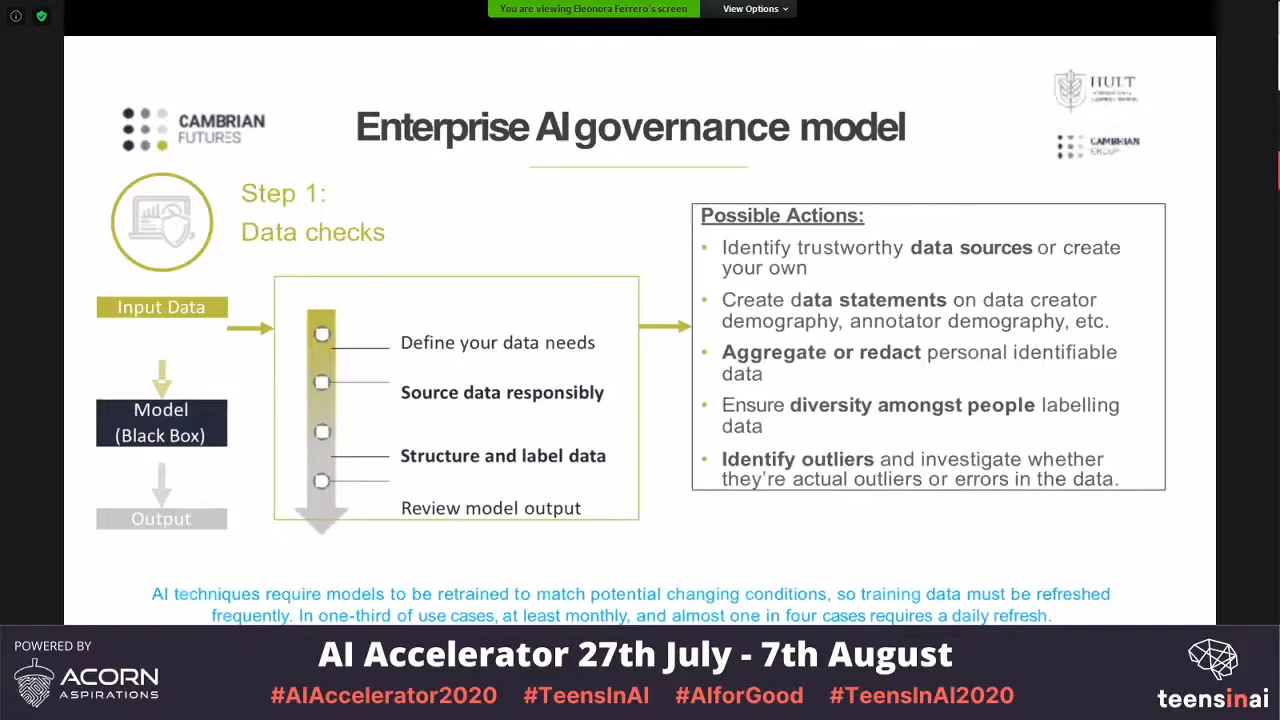 You are viewing Eleonora Ferrero's screen
View Options
CAMBRIAN
FUTURES
Enterprise AI governance model
HULT
CAMBRIAN
GROUP
Step 1:
Data checks
Input Data
Model
(Black Box)
Output
Define your data needs
Source data responsibly
Structure and label data
Review model output
Possible Actions:
• Identify trustworthy data sources or create
your own
• Create data statements on data creator
demography, annotator demography, etc.
• Aggregate or redact personal identifiable
data
• Ensure diversity amongst people labelling
data
• Identify outliers and investigate whether
they're actual outliers or errors in the data.
AI techniques require models to be retrained to match potential changing conditions, so training data must be refreshed
frequently. In one-third of use cases, at least monthly, and almost one in four cases requires a daily refresh.
POWERED BY
ACORN
ASPIRATIONS
AI Accelerator 27th July - 7th August
#AIAccelerator2020 #TeensInAI #AIforGood #TeensInAI2020
teensinai